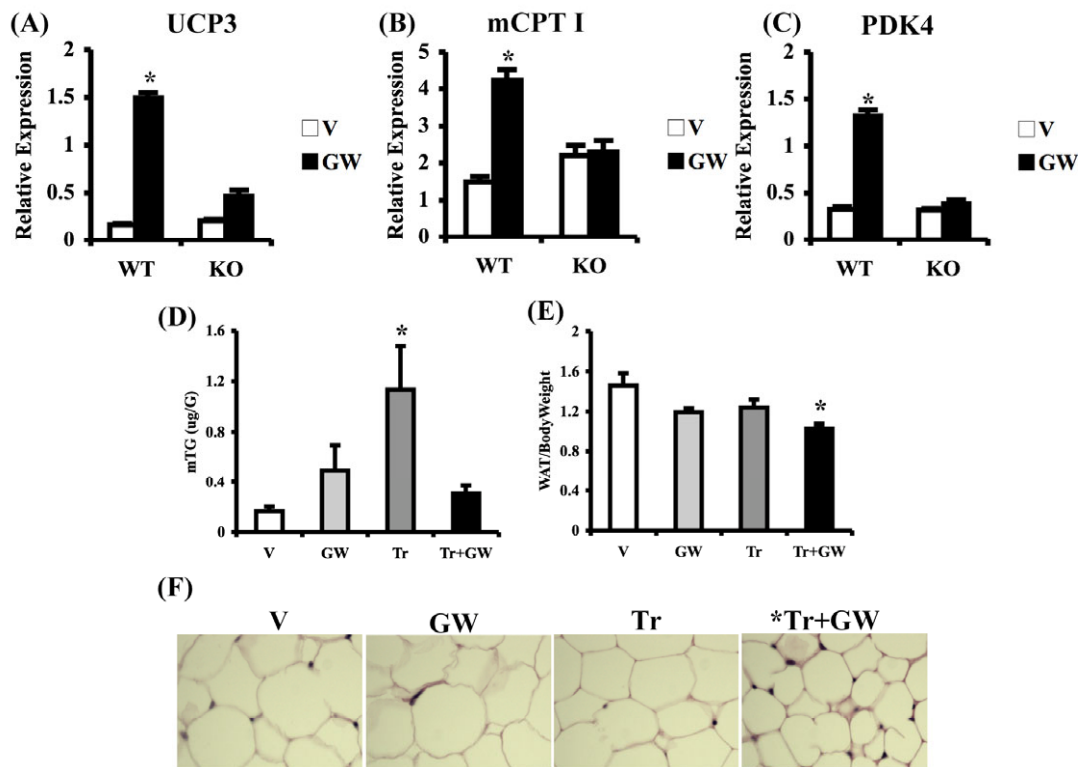 (A)
UCP3
Relative Expression
2
1.5
1
0.5
0
*
WT
KO
V
GW
(B)
mCPT I
Relative Expression
5
4
3
2
1
0
*
WT
KO
V
GW
(C)
PDK4
Relative Expression
2
1.5
1
0.5
0
*
WT
KO
V
GW
(D)
mTG (ug/G)
1.6
1.2
0.8
0.4
0
*
V
GW
Tr
Tr+GW
(E)
WAT/BodyWeight
2
1.6
1.2
0.8
0.4
0
*
V
GW
Tr
Tr+GW
(F)
V
GW
Tr
*Tr+GW